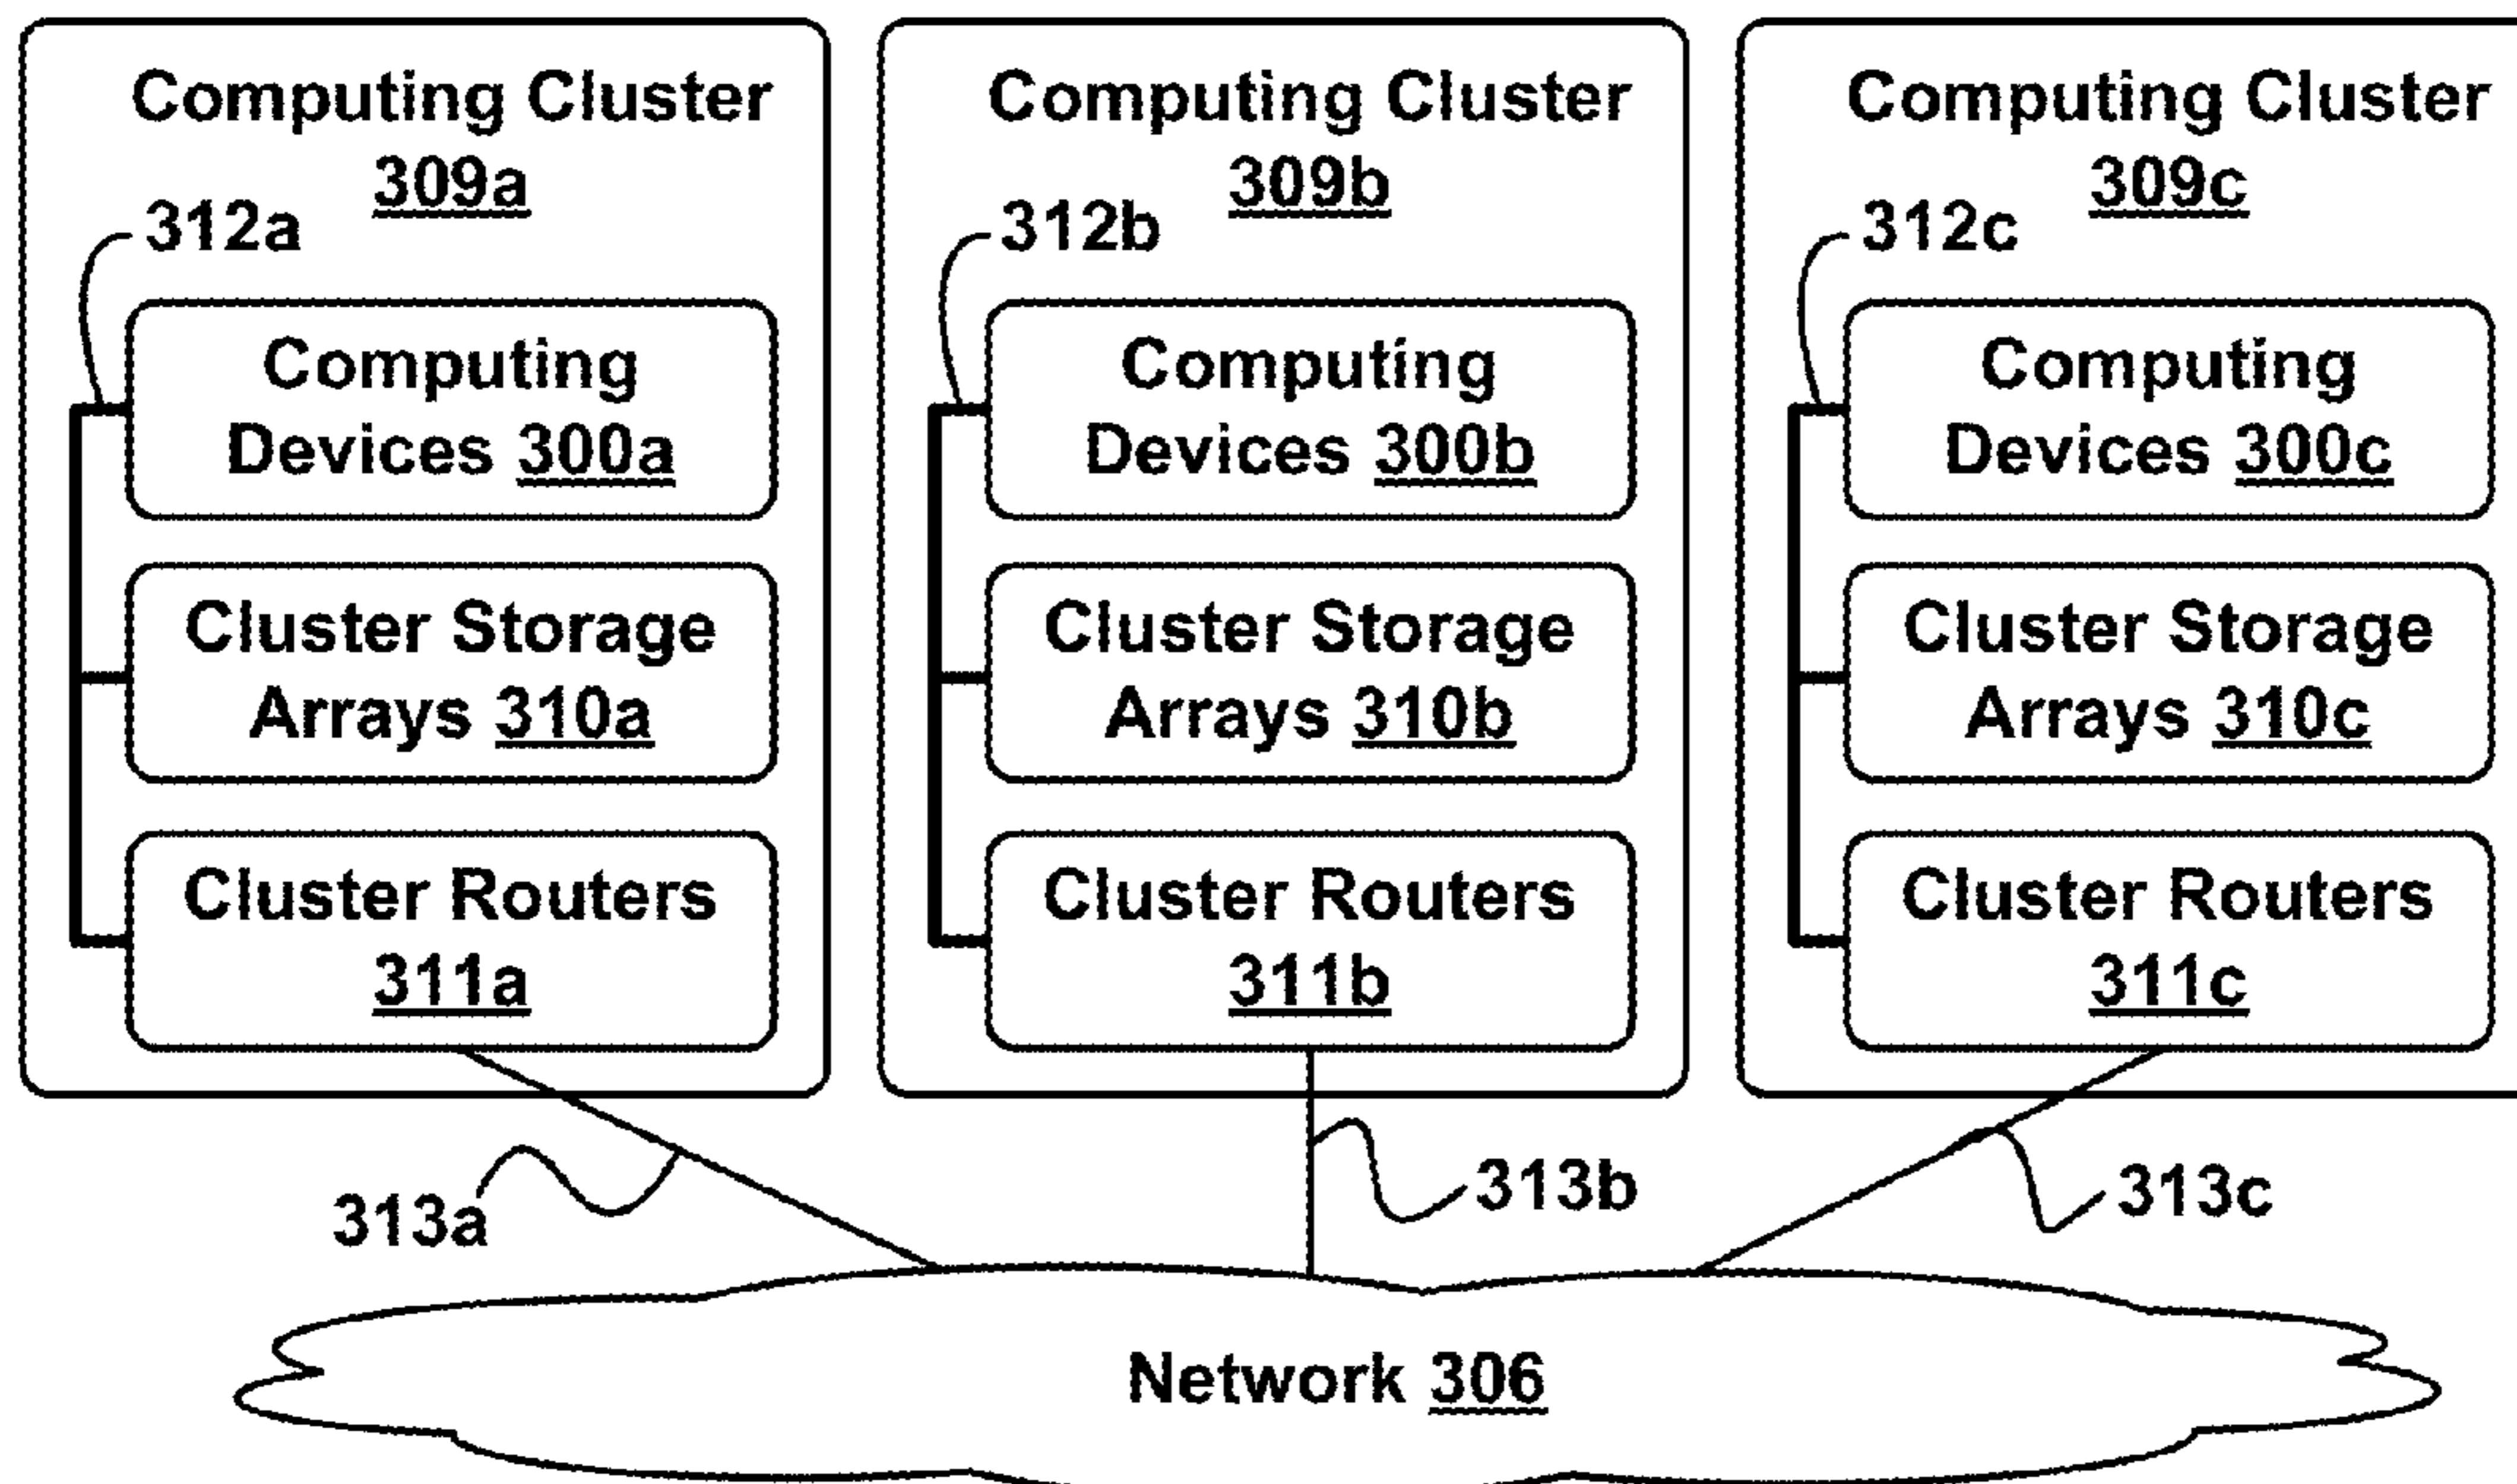 Computing Cluster
309a
312a
Computing
Devices 300a
Cluster Storage
Arrays 310a
Cluster Routers
311a
Computing Cluster
309b
312b
Computing
Devices 300b
Cluster Storage
Arrays 310b
Cluster Routers
311b
Computing Cluster
309c
312c
Computing
Devices 300c
Cluster Storage
Arrays 310c
Cluster Routers
311c
313a
313b
313c
Network 306